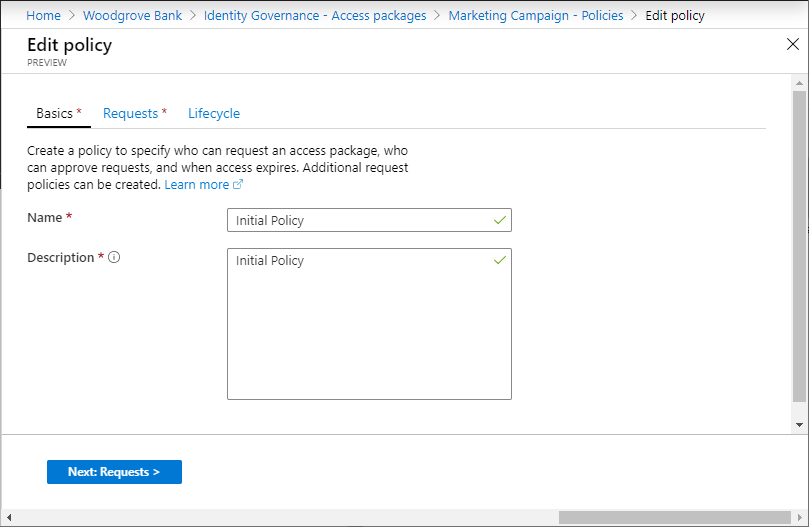 Home > Woodgrove Bank > Identity Governance - Access packages > Marketing Campaign - Policies > Edit policy
Edit policy
PREVIEW
Basics * Requests * Lifecycle
Create a policy to specify who can request an access package, who
can approve requests, and when access expires. Additional request
policies can be created. Learn more
Name * Initial Policy
Description * Initial Policy
Next: Requests >